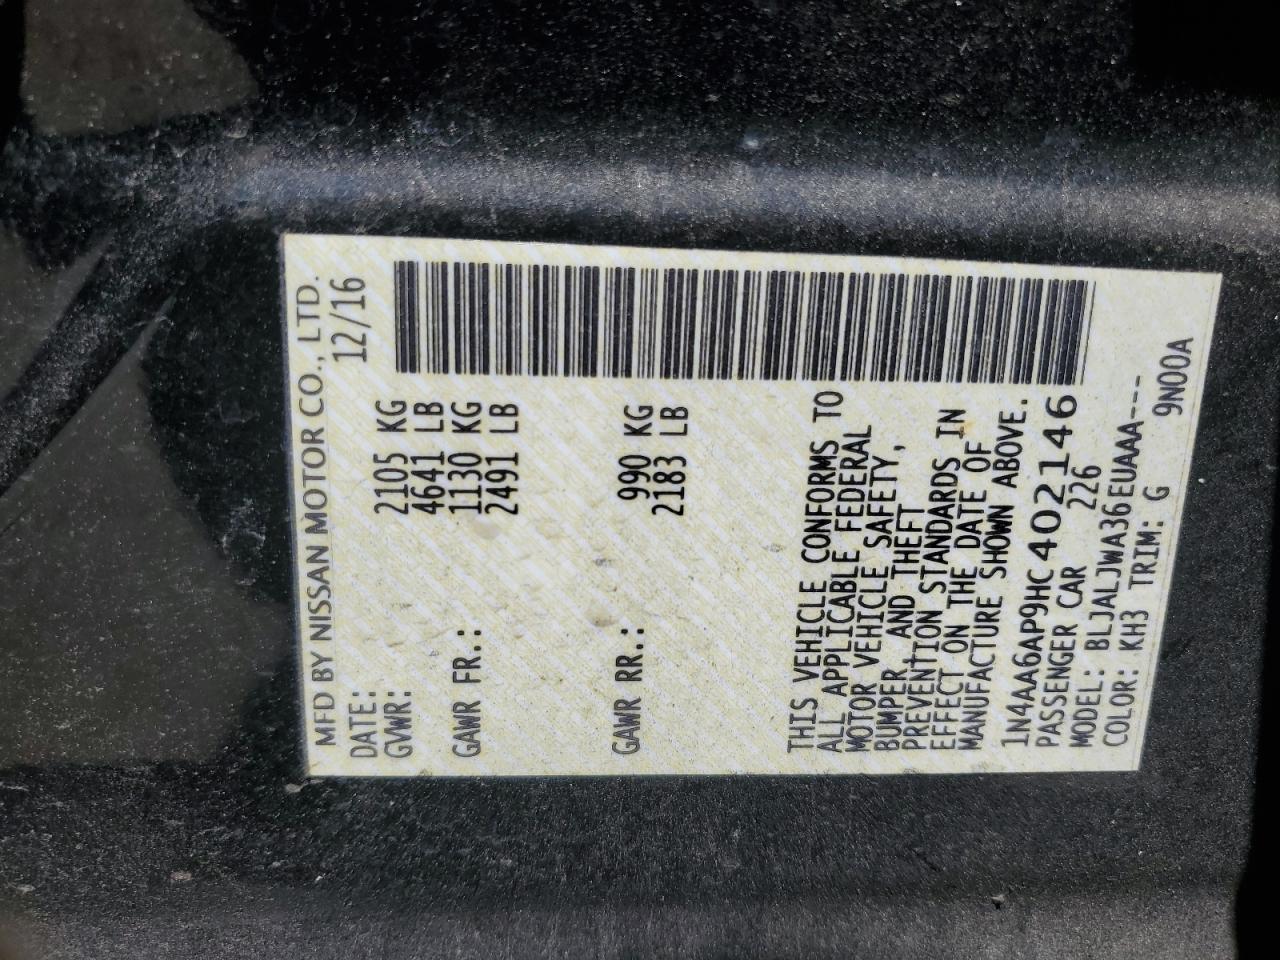 MFD BY NISSAN MOTOR CO., LTD.
DATE: 12/16
GVWR: 2105 KG
4641 LB
GAWR FR.: 1130 KG
2491 LB
GAWR RR.: 990 KG
2183 LB
THIS VEHICLE CONFORMS TO
ALL APPLICABLE FEDERAL
MOTOR VEHICLE SAFETY,
BUMPER AND THEFT
PREVENTION STANDARDS IN
EFFECT ON THE DATE OF
MANUFACTURE SHOWN ABOVE.
1N4AA6AP9HC402146
PASSENGER CAR 226
MODEL: BLJALJWA36EUAAA---
COLOR: KH3 TRIM: G 9N00A